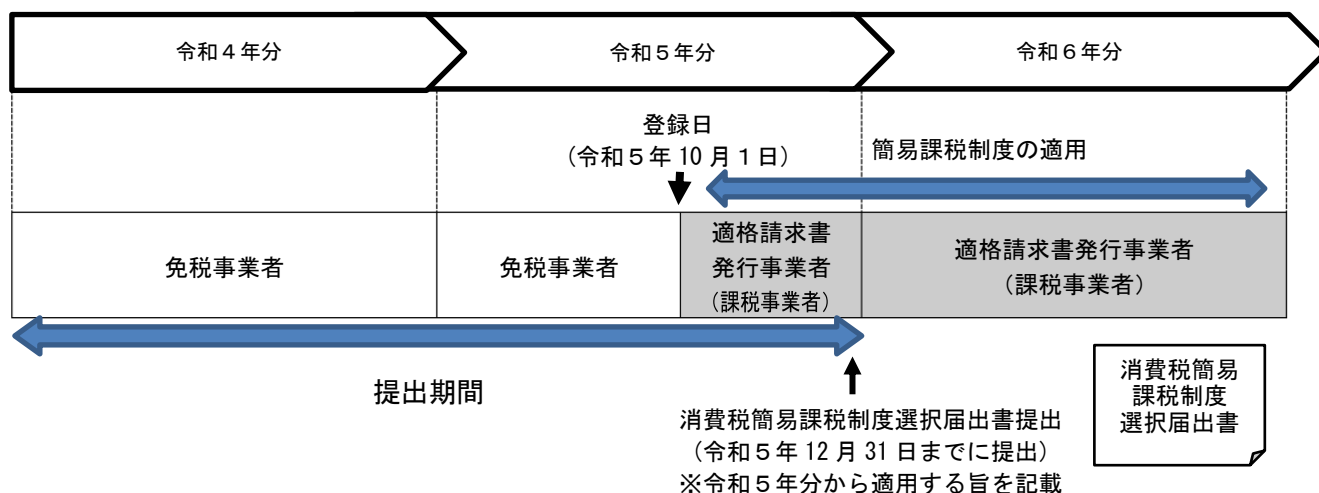 令和４年分
令和５年分
令和６年分
登録日
（令和５年 10 月１日）
簡易課税制度の適用
免税事業者
免税事業者
適格請求書
発行事業者
（課税事業者）
適格請求書発行事業者
（課税事業者）
提出期間
消費税簡易課税制度選択届出書提出
（令和５年 12 月 31 日までに提出）
※令和５年分から適用する旨を記載
消費税簡易
課税制度
選択届出書